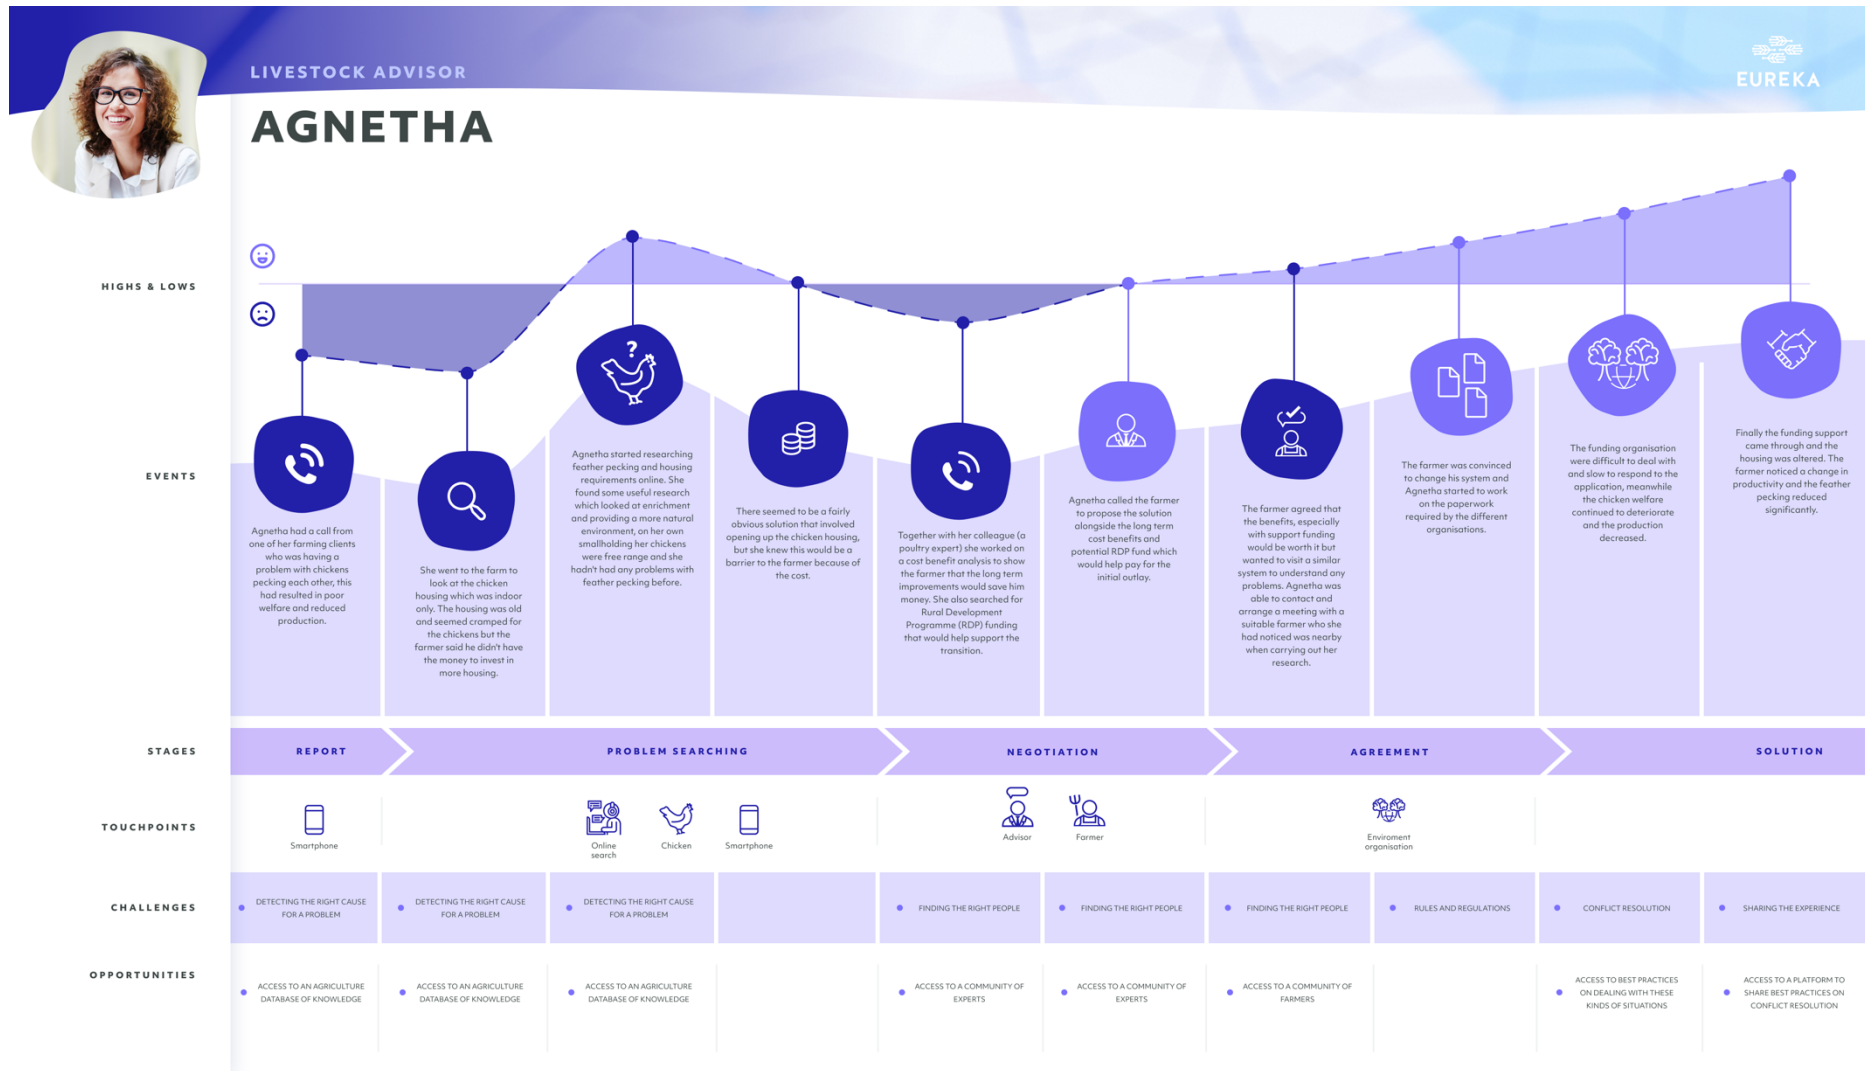 LIVESTOCK ADVISOR
EUREKA
AGNETHA
HIGHS & LOWS
EVENTS
Agnetha had a call from
one of her farming clients
who was having a
problem with chickens
pecking each other, this
had resulted in poor
welfare and reduced
production.
She went to the farm to
look at the chicken
housing which was indoor
only. The housing was old
and seemed cramped for
the chickens but the
farmer said he didn't have
the money to invest in
more housing.
?
Agnetha started researching
feather pecking and housing
requirements online. She
found some useful research
which looked at enrichment
and providing a more natural
environment, on her own
smallholding her chickens
were free range and she
hadn't had any problems with
feather pecking before.
There seemed to be a fairly
obvious solution that involved
opening up the chicken housing,
but she knew this would be a
barrier to the farmer because of
the cost.
Together with her colleague (a
poultry expert) she worked on
a cost benefit analysis to show
the farmer that the long term
improvements would save him
money. She also searched for
Rural Development
Programme (RDP) funding
that would help support the
transition.
Agnetha called the farmer
to propose the solution
alongside the long term
cost benefits and
potential RDP fund which
would help pay for the
initial outlay.
The farmer agreed that
the benefits, especially
with support funding
would be worth it but
wanted to visit a similar
system to understand any
problems. Agnetha was
able to contact and
arrange a meeting with a
suitable farmer who she
had noticed was nearby
when carrying out her
research.
The farmer was convinced
to change his system and
Agnetha started to work
on the paperwork
required by the different
organisations.
The funding organisation
were difficult to deal with
and slow to respond to the
application, meanwhile
the chicken welfare
continued to deteriorate
and the production
decreased.
Finally the funding support
came through and the
housing was altered. The
farmer noticed a change in
productivity and the feather
pecking reduced
significantly.
STAGES
REPORT
PROBLEM SEARCHING
NEGOTIATION
AGREEMENT
SOLUTION
TOUCHPOINTS
Smartphone
Online
search
Chicken
Smartphone
Advisor
Farmer
Enviroment
organisation
CHALLENGES
DETECTING THE RIGHT CAUSE
FOR A PROBLEM
DETECTING THE RIGHT CAUSE
FOR A PROBLEM
DETECTING THE RIGHT CAUSE
FOR A PROBLEM
FINDING THE RIGHT PEOPLE
FINDING THE RIGHT PEOPLE
FINDING THE RIGHT PEOPLE
RULES AND REGULATIONS
CONFLICT RESOLUTION
SHARING THE EXPERIENCE
OPPORTUNITIES
ACCESS TO AN AGRICULTURE
DATABASE OF KNOWLEDGE
ACCESS TO AN AGRICULTURE
DATABASE OF KNOWLEDGE
ACCESS TO AN AGRICULTURE
DATABASE OF KNOWLEDGE
ACCESS TO A COMMUNITY OF
EXPERTS
ACCESS TO A COMMUNITY OF
EXPERTS
ACCESS TO A COMMUNITY OF
FARMERS
ACCESS TO BEST PRACTICES
ON DEALING WITH THESE
KINDS OF SITUATIONS
ACCESS TO A PLATFORM TO
SHARE BEST PRACTICES ON
CONFLICT RESOLUTION